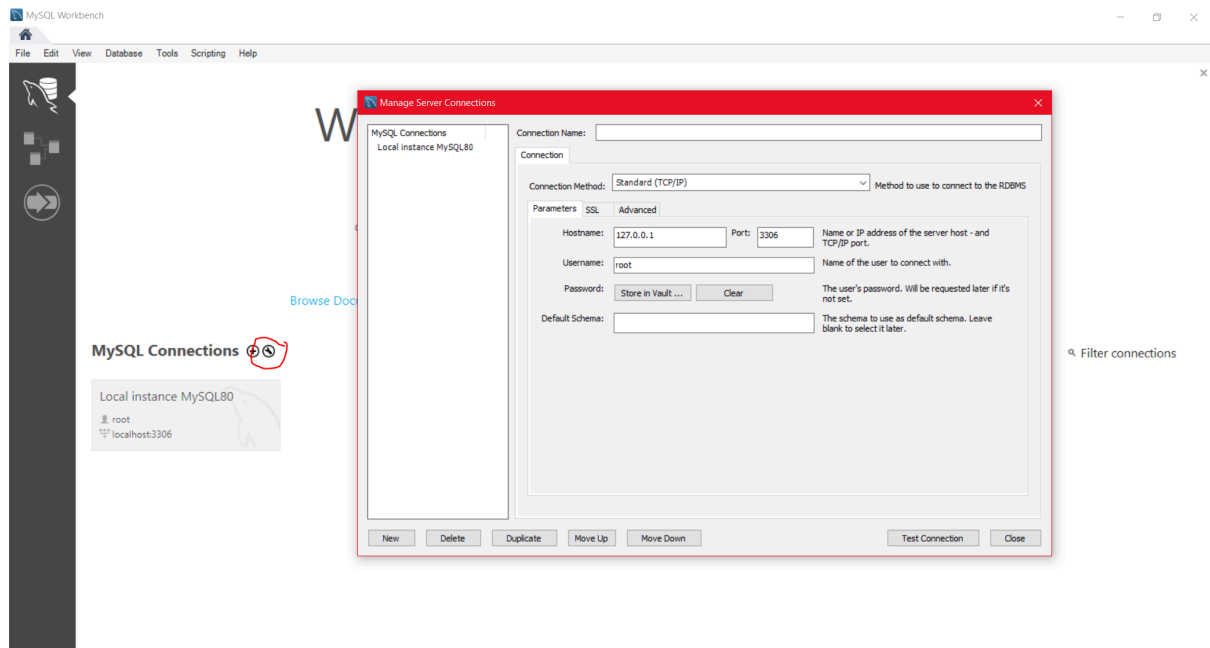 MySQL Workbench
File Edit View Database Tools Scripting Help
W
Manage Server Connections
MySQL Connections
Local instance MySQL80
Connection Name:
Connection
Connection Method: Standard (TCP/IP) Method to use to connect to the RDBMS
Parameters SSL Advanced
Hostname: 127.0.0.1 Port: 3306 Name or IP address of the server host - and
TCP/IP port.
Username: root Name of the user to connect with.
Password: Store in Vault ... Clear The user's password. Will be requested later if it's
not set.
Default Schema: The schema to use as default schema. Leave
blank to select it later.
New Delete Duplicate Move Up Move Down Test Connection Close
Browse Doc
MySQL Connections
Filter connections
Local instance MySQL80
root
localhost:3306